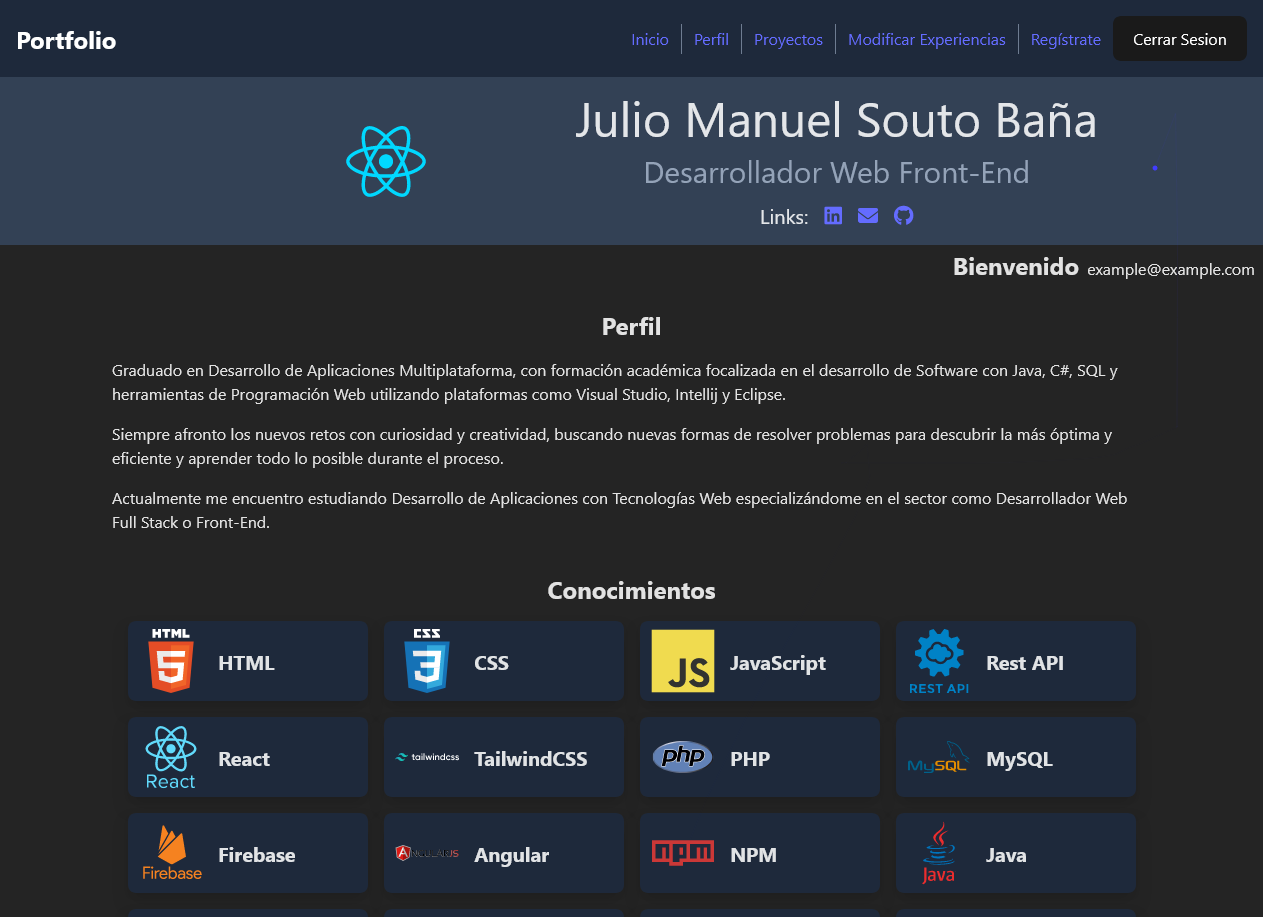 Portfolio
Inicio Perfil Proyectos Modificar Experiencias Regístrate Cerrar Sesion
Julio Manuel Souto Baña
Desarrollador Web Front-End
Links:
Bienvenido example@example.com
Perfil
Graduado en Desarrollo de Aplicaciones Multiplataforma, con formación académica focalizada en el desarrollo de Software con Java, C#, SQL y
herramientas de Programación Web utilizando plataformas como Visual Studio, Intellij y Eclipse.
Siempre afronto los nuevos retos con curiosidad y creatividad, buscando nuevas formas de resolver problemas para descubrir la más óptima y
eficiente y aprender todo lo posible durante el proceso.
Actualmente me encuentro estudiando Desarrollo de Aplicaciones con Tecnologías Web especializándome en el sector como Desarrollador Web
Full Stack o Front-End.
Conocimientos
HTML 5 HTML
CSS 3 CSS
JS JavaScript
REST API Rest API
React React
tailwindcss TailwindCSS
php PHP
MySQL MySQL
Firebase Firebase
A ANGULARJS Angular
npm NPM
Java Java